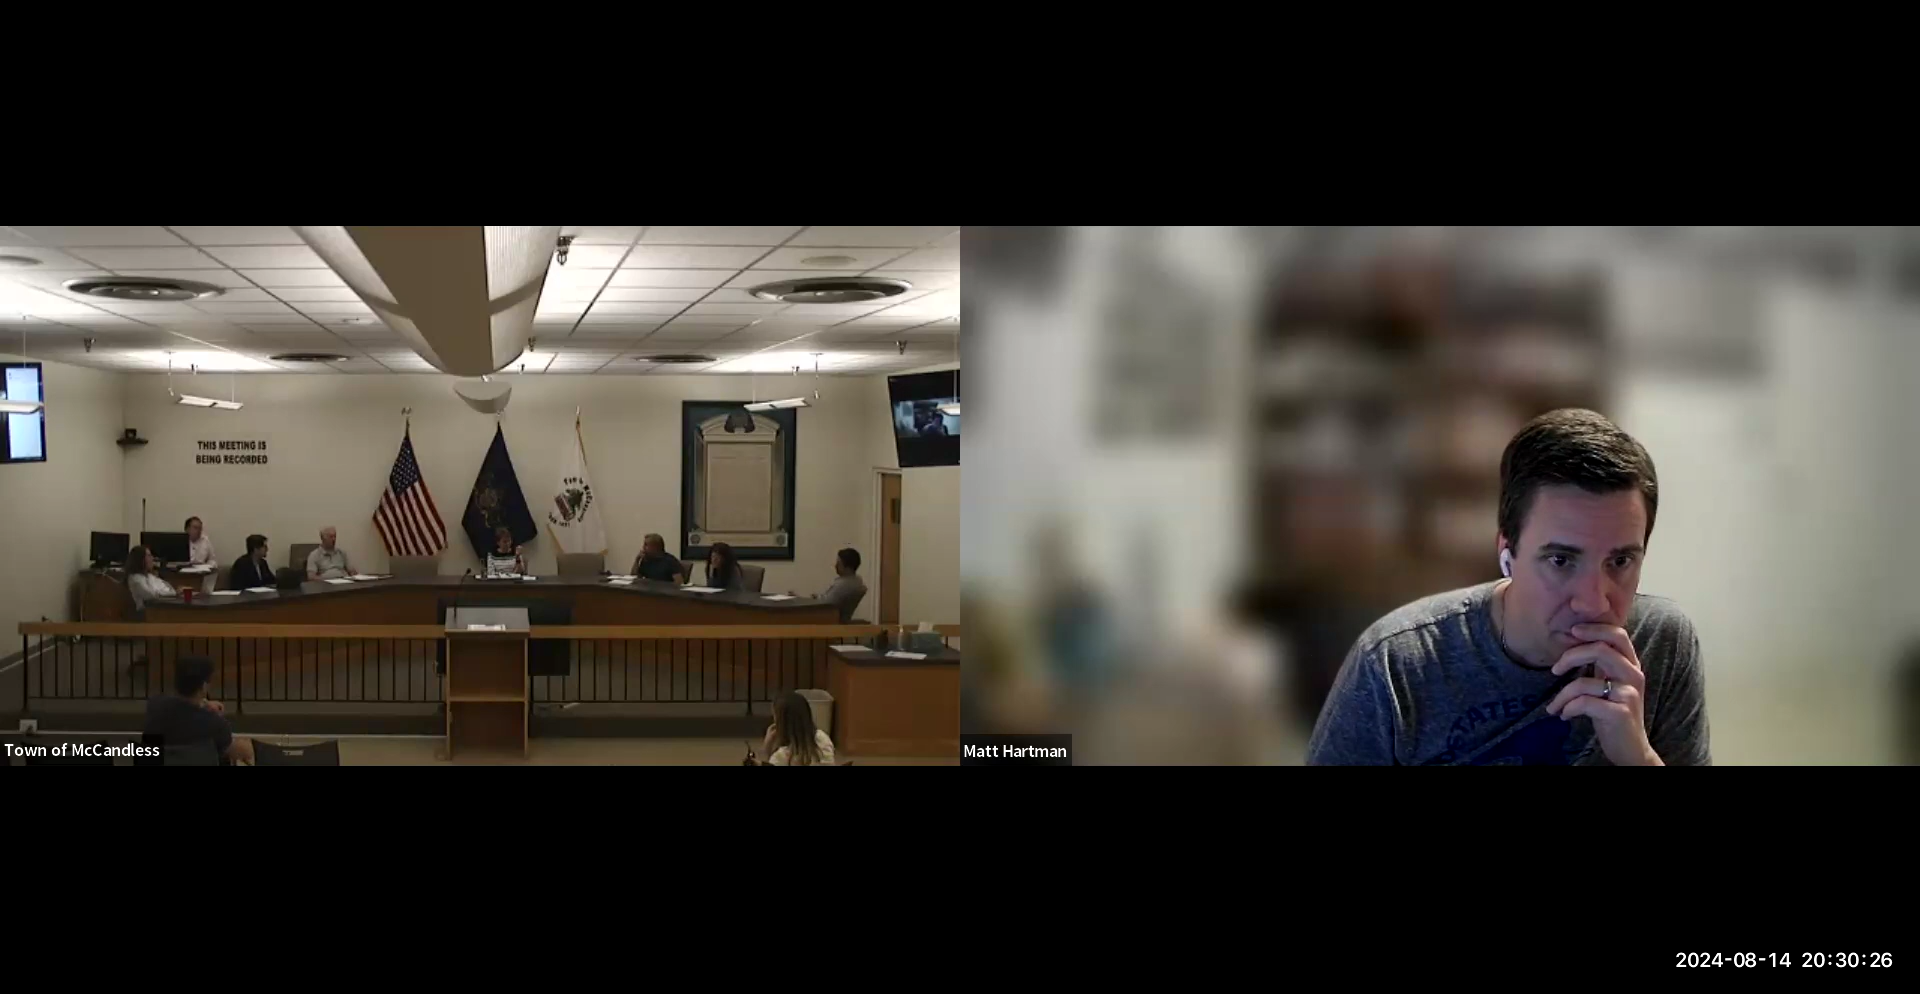 THIS MEETING IS
BEING RECORDED
Town of McCandless
Matt Hartman
2024-08-14 20:30:26